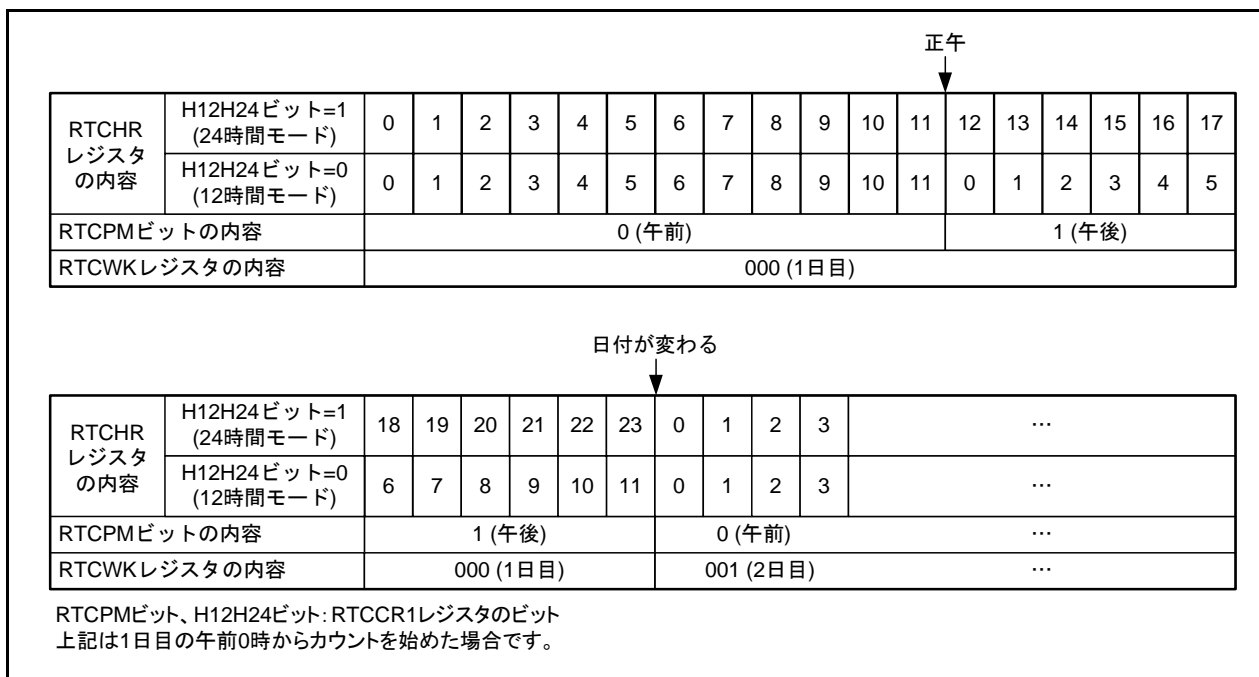 正午
RTCHR
レジスタ
の内容
H12H24ビット=1
(24時間モード)
0 1 2 3 4 5 6 7 8 9 10 11 12 13 14 15 16 17
H12H24ビット=0
(12時間モード)
0 1 2 3 4 5 6 7 8 9 10 11 0 1 2 3 4 5
RTCPMビットの内容 0 (午前) 1 (午後)
RTCWKレジスタの内容 000 (1日目)
日付が変わる
RTCHR
レジスタ
の内容
H12H24ビット=1
(24時間モード)
18 19 20 21 22 23 0 1 2 3 …
H12H24ビット=0
(12時間モード)
6 7 8 9 10 11 0 1 2 3 …
RTCPMビットの内容 1 (午後) 0 (午前) …
RTCWKレジスタの内容 000 (1日目) 001 (2日目) …
RTCPMビット、H12H24ビット: RTCCR1レジスタのビット
上記は1日目の午前0時からカウントを始めた場合です。